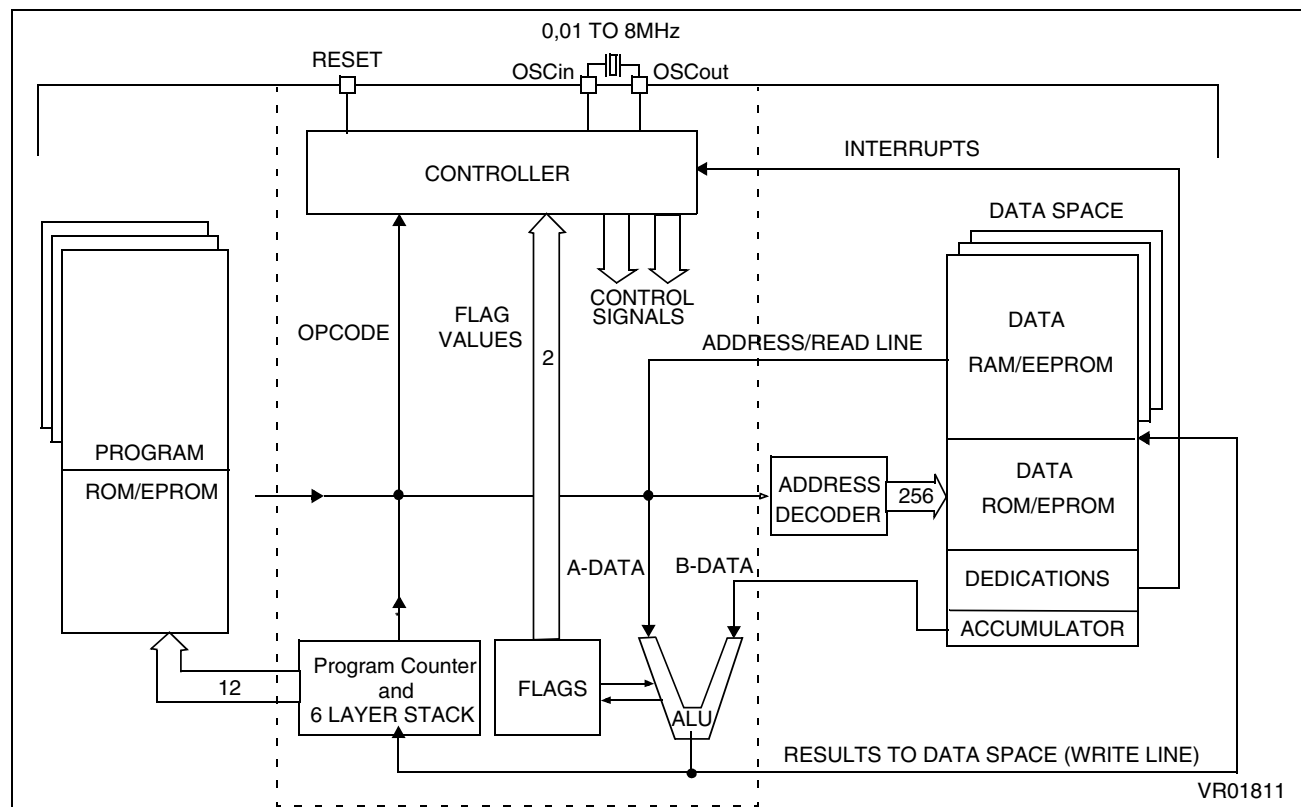 0,01 TO 8MHz
RESET
OSCin
OSCout
CONTROLLER
INTERRUPTS
DATA SPACE
OPCODE
FLAG
VALUES
2
CONTROL
SIGNALS
ADDRESS/READ LINE
DATA
RAM/EEPROM
PROGRAM
ROM/EPROM
ADDRESS
DECODER
256
DATA
ROM/EPROM
A-DATA
B-DATA
DEDICATIONS
ACCUMULATOR
12
Program Counter
and
6 LAYER STACK
FLAGS
ALU
RESULTS TO DATA SPACE (WRITE LINE)
VR01811